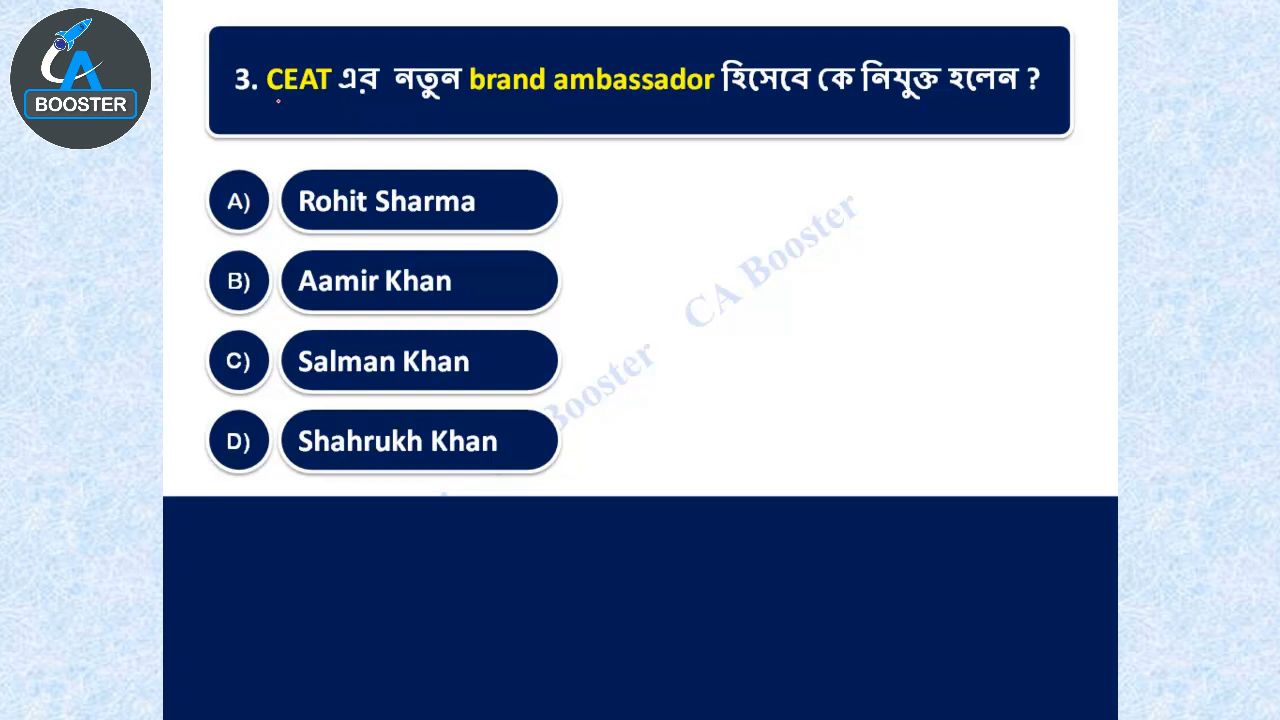 CA
BOOSTER
3. CEAT এর নতুন brand ambassador হিসেবে কে নিযুক্ত হলেন ?
A) Rohit Sharma
B) Aamir Khan
C) Salman Khan
D) Shahrukh Khan
CA Booster
Booster